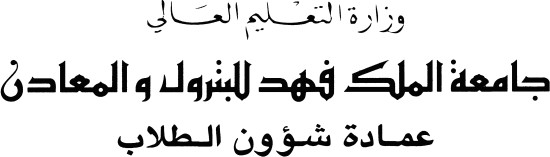 وزارة التعليم العالي
جامعة الملك فهد للبترول و المعادن
عمادة شؤون الطلاب